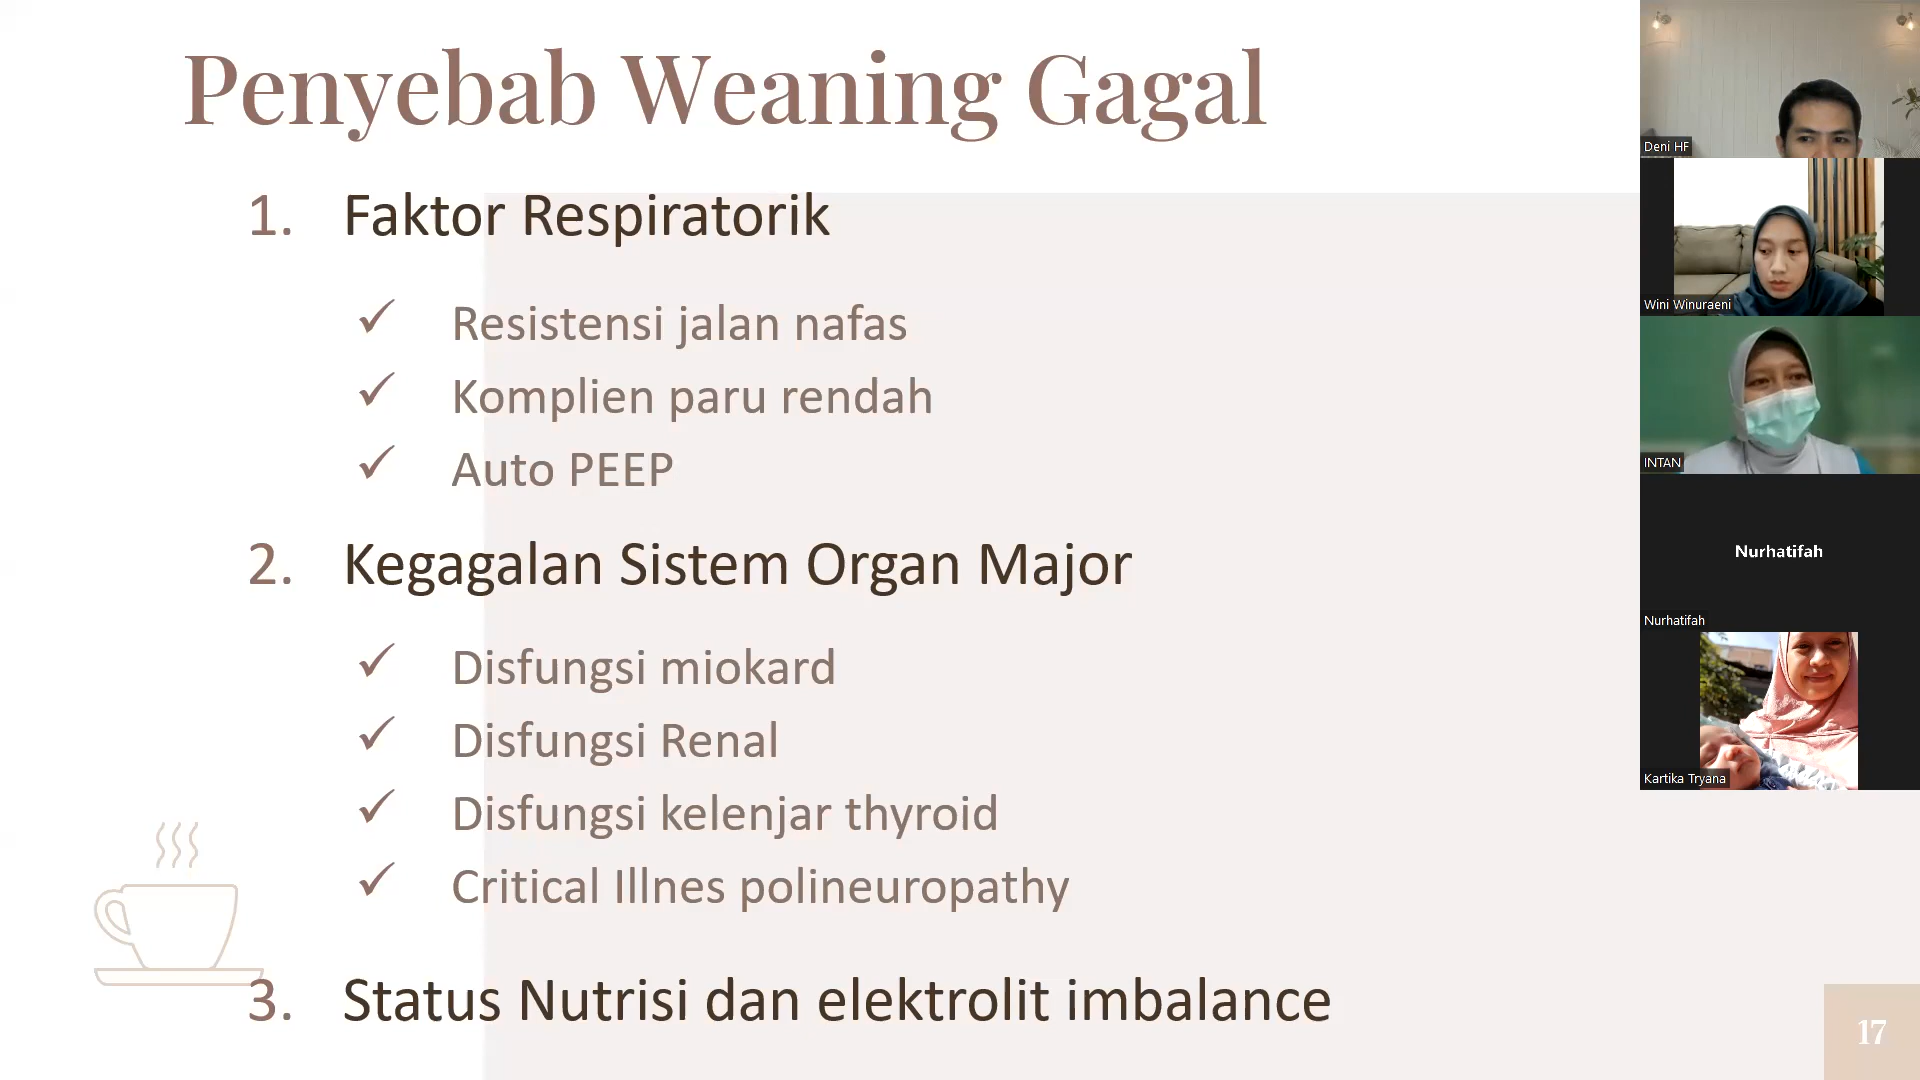 Penyebab Weaning Gagal
1. Faktor Respiratorik
✓ Resistensi jalan nafas
✓ Komplien paru rendah
✓ Auto PEEP
2. Kegagalan Sistem Organ Major
✓ Disfungsi miokard
✓ Disfungsi Renal
✓ Disfungsi kelenjar thyroid
✓ Critical Illnes polineuropathy
3. Status Nutrisi dan elektrolit imbalance
17
Deni HF
Wini Winuraeni
INTAN
Nurhatifah
Nurhatifah
Kartika Tryana